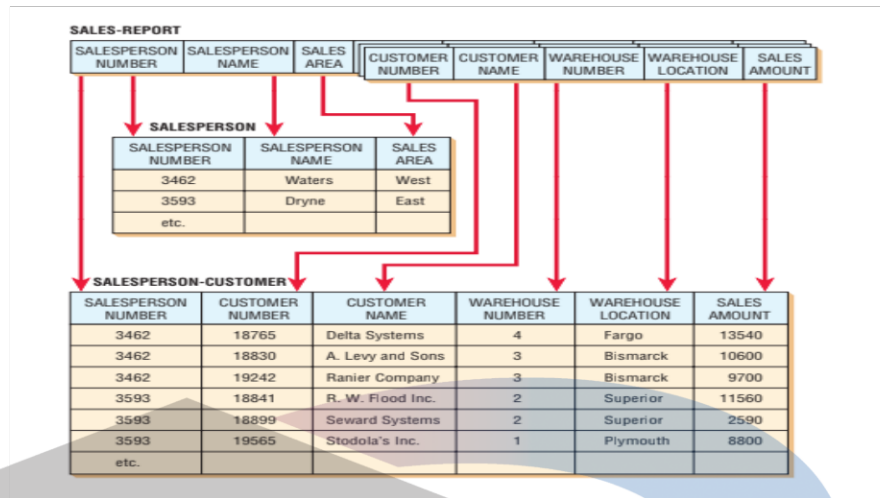 SALES-REPORT
SALESPERSON NUMBER SALESPERSON NAME SALES AREA CUSTOMER NUMBER CUSTOMER NAME WAREHOUSE NUMBER WAREHOUSE LOCATION SALES AMOUNT
SALESPERSON
SALESPERSON NUMBER SALESPERSON NAME SALES AREA
3462 Waters West
3593 Dryne East
etc.
SALESPERSON-CUSTOMER
SALESPERSON NUMBER CUSTOMER NUMBER CUSTOMER NAME WAREHOUSE NUMBER WAREHOUSE LOCATION SALES AMOUNT
3462 18765 Delta Systems 4 Fargo 13540
3462 18830 A. Levy and Sons 3 Bismarck 10600
3462 19242 Ranier Company 3 Bismarck 9700
3593 18841 R. W. Flood Inc. 2 Superior 11560
3593 18899 Seward Systems 2 Superior 2590
3593 19565 Stodola's Inc. 1 Plymouth 8800
etc.